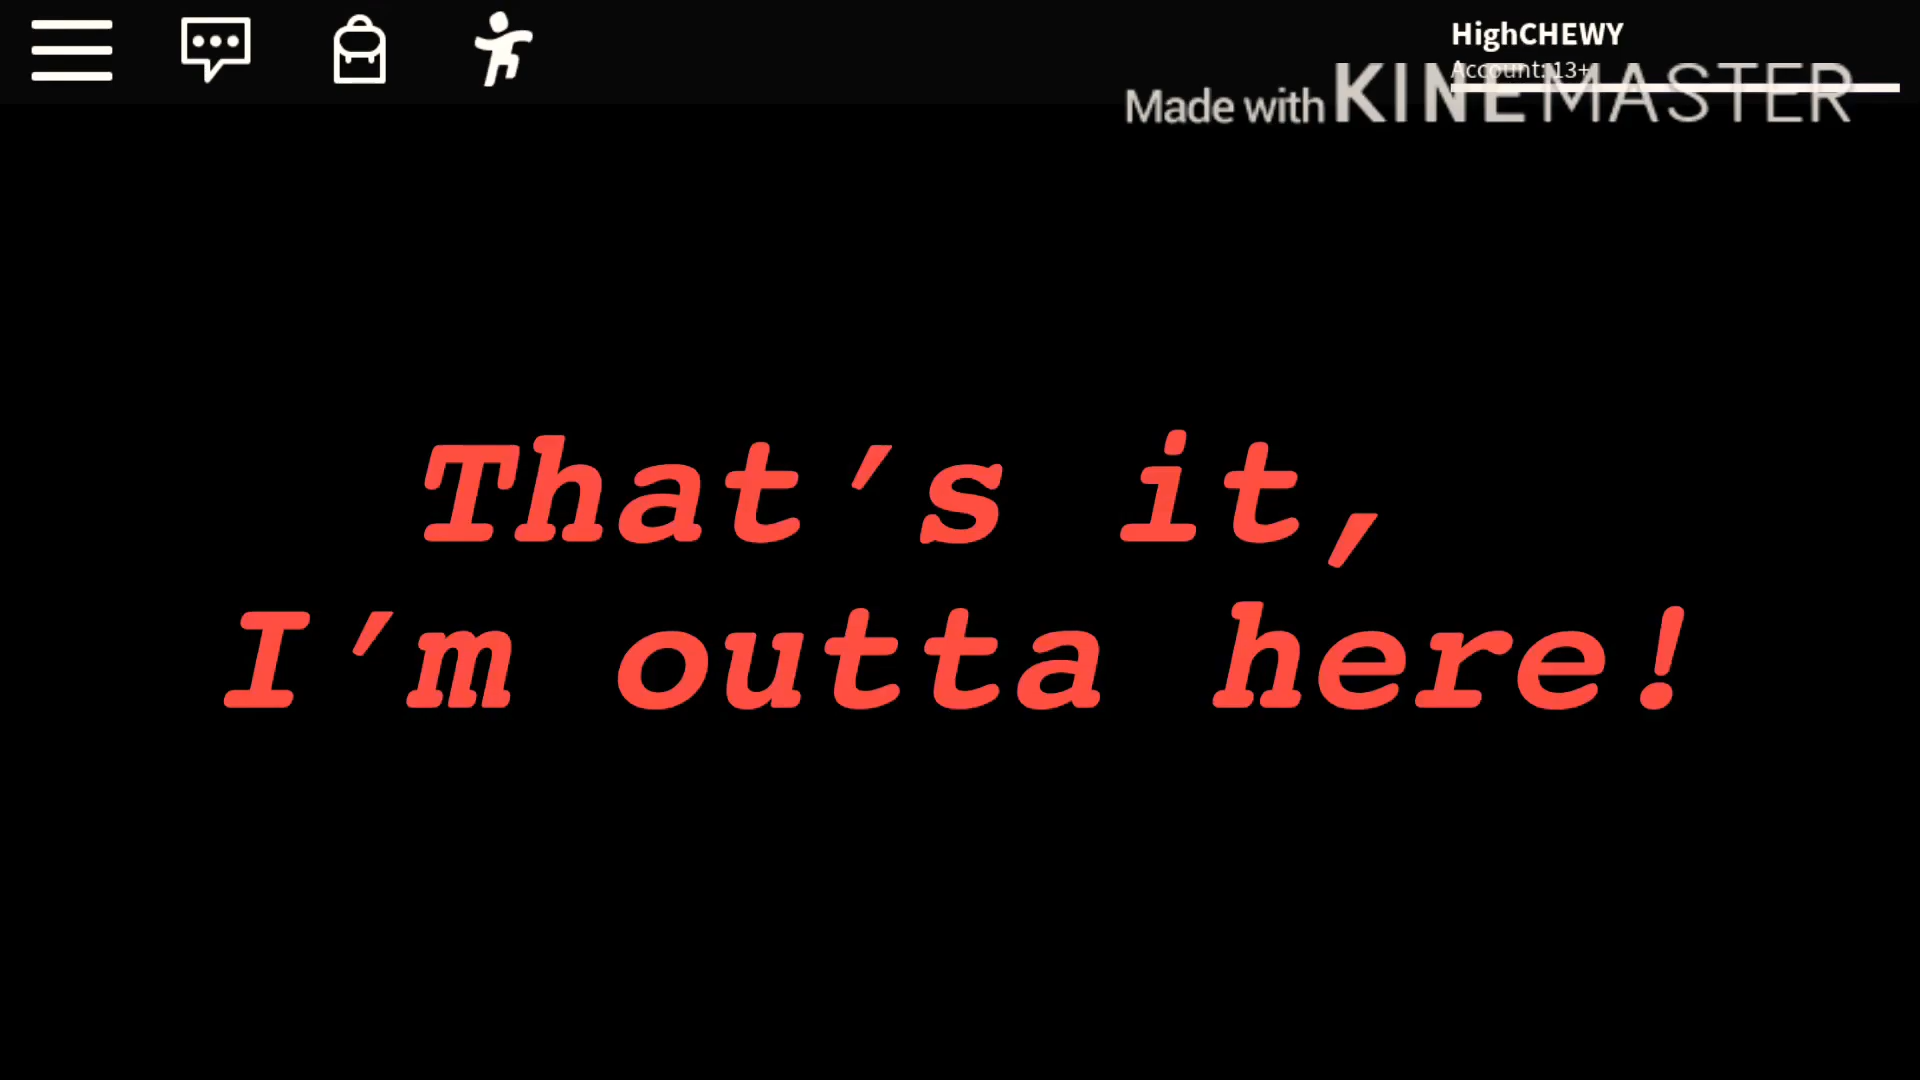 HighCHEWY
Account: 13+
Made with KINEMASTER
That's it,
I'm outta here!